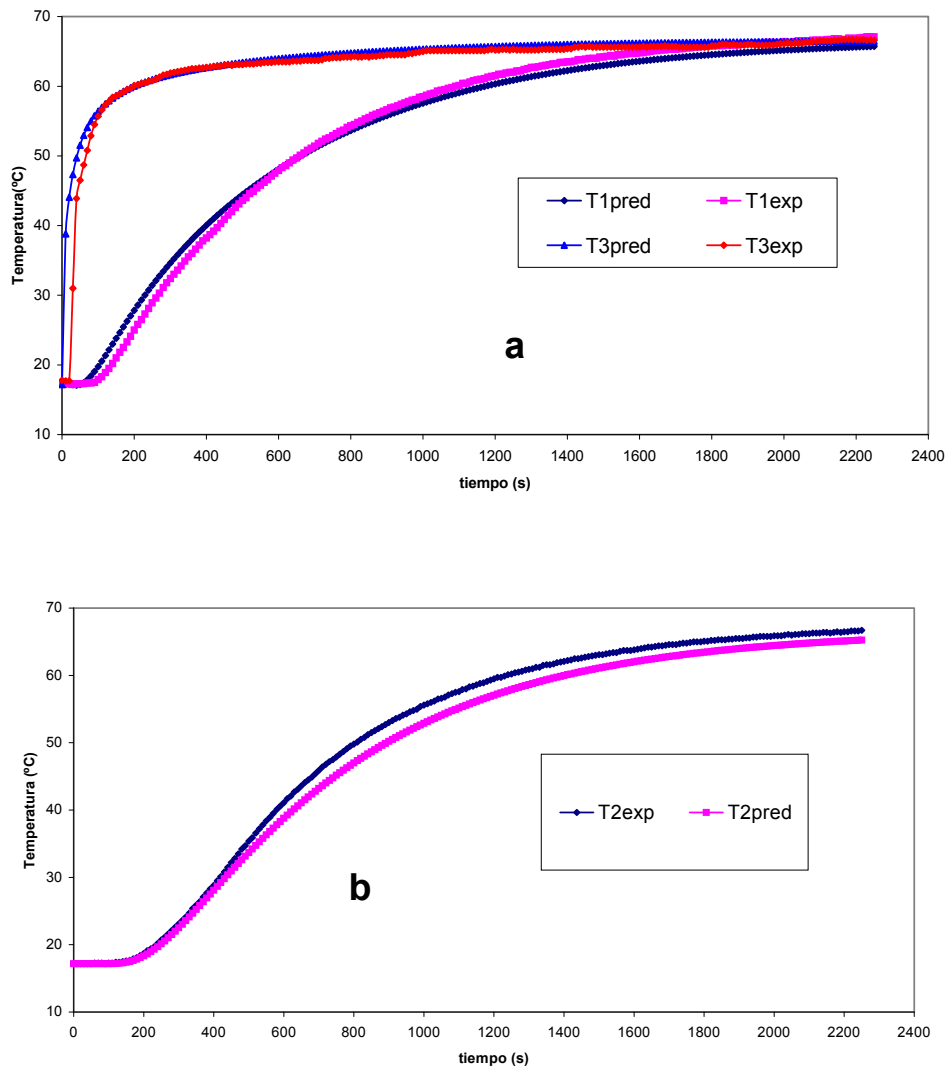 70
60
50
40
30
20
10
Temperatura(ºC)
T1pred T1exp
T3pred T3exp
a
0 200 400 600 800 1000 1200 1400 1600 1800 2000 2200 2400
tiempo (s)
70
60
50
40
30
20
10
Temperatura (ºC)
T2exp T2pred
b
0 200 400 600 800 1000 1200 1400 1600 1800 2000 2200 2400
tiempo (s)